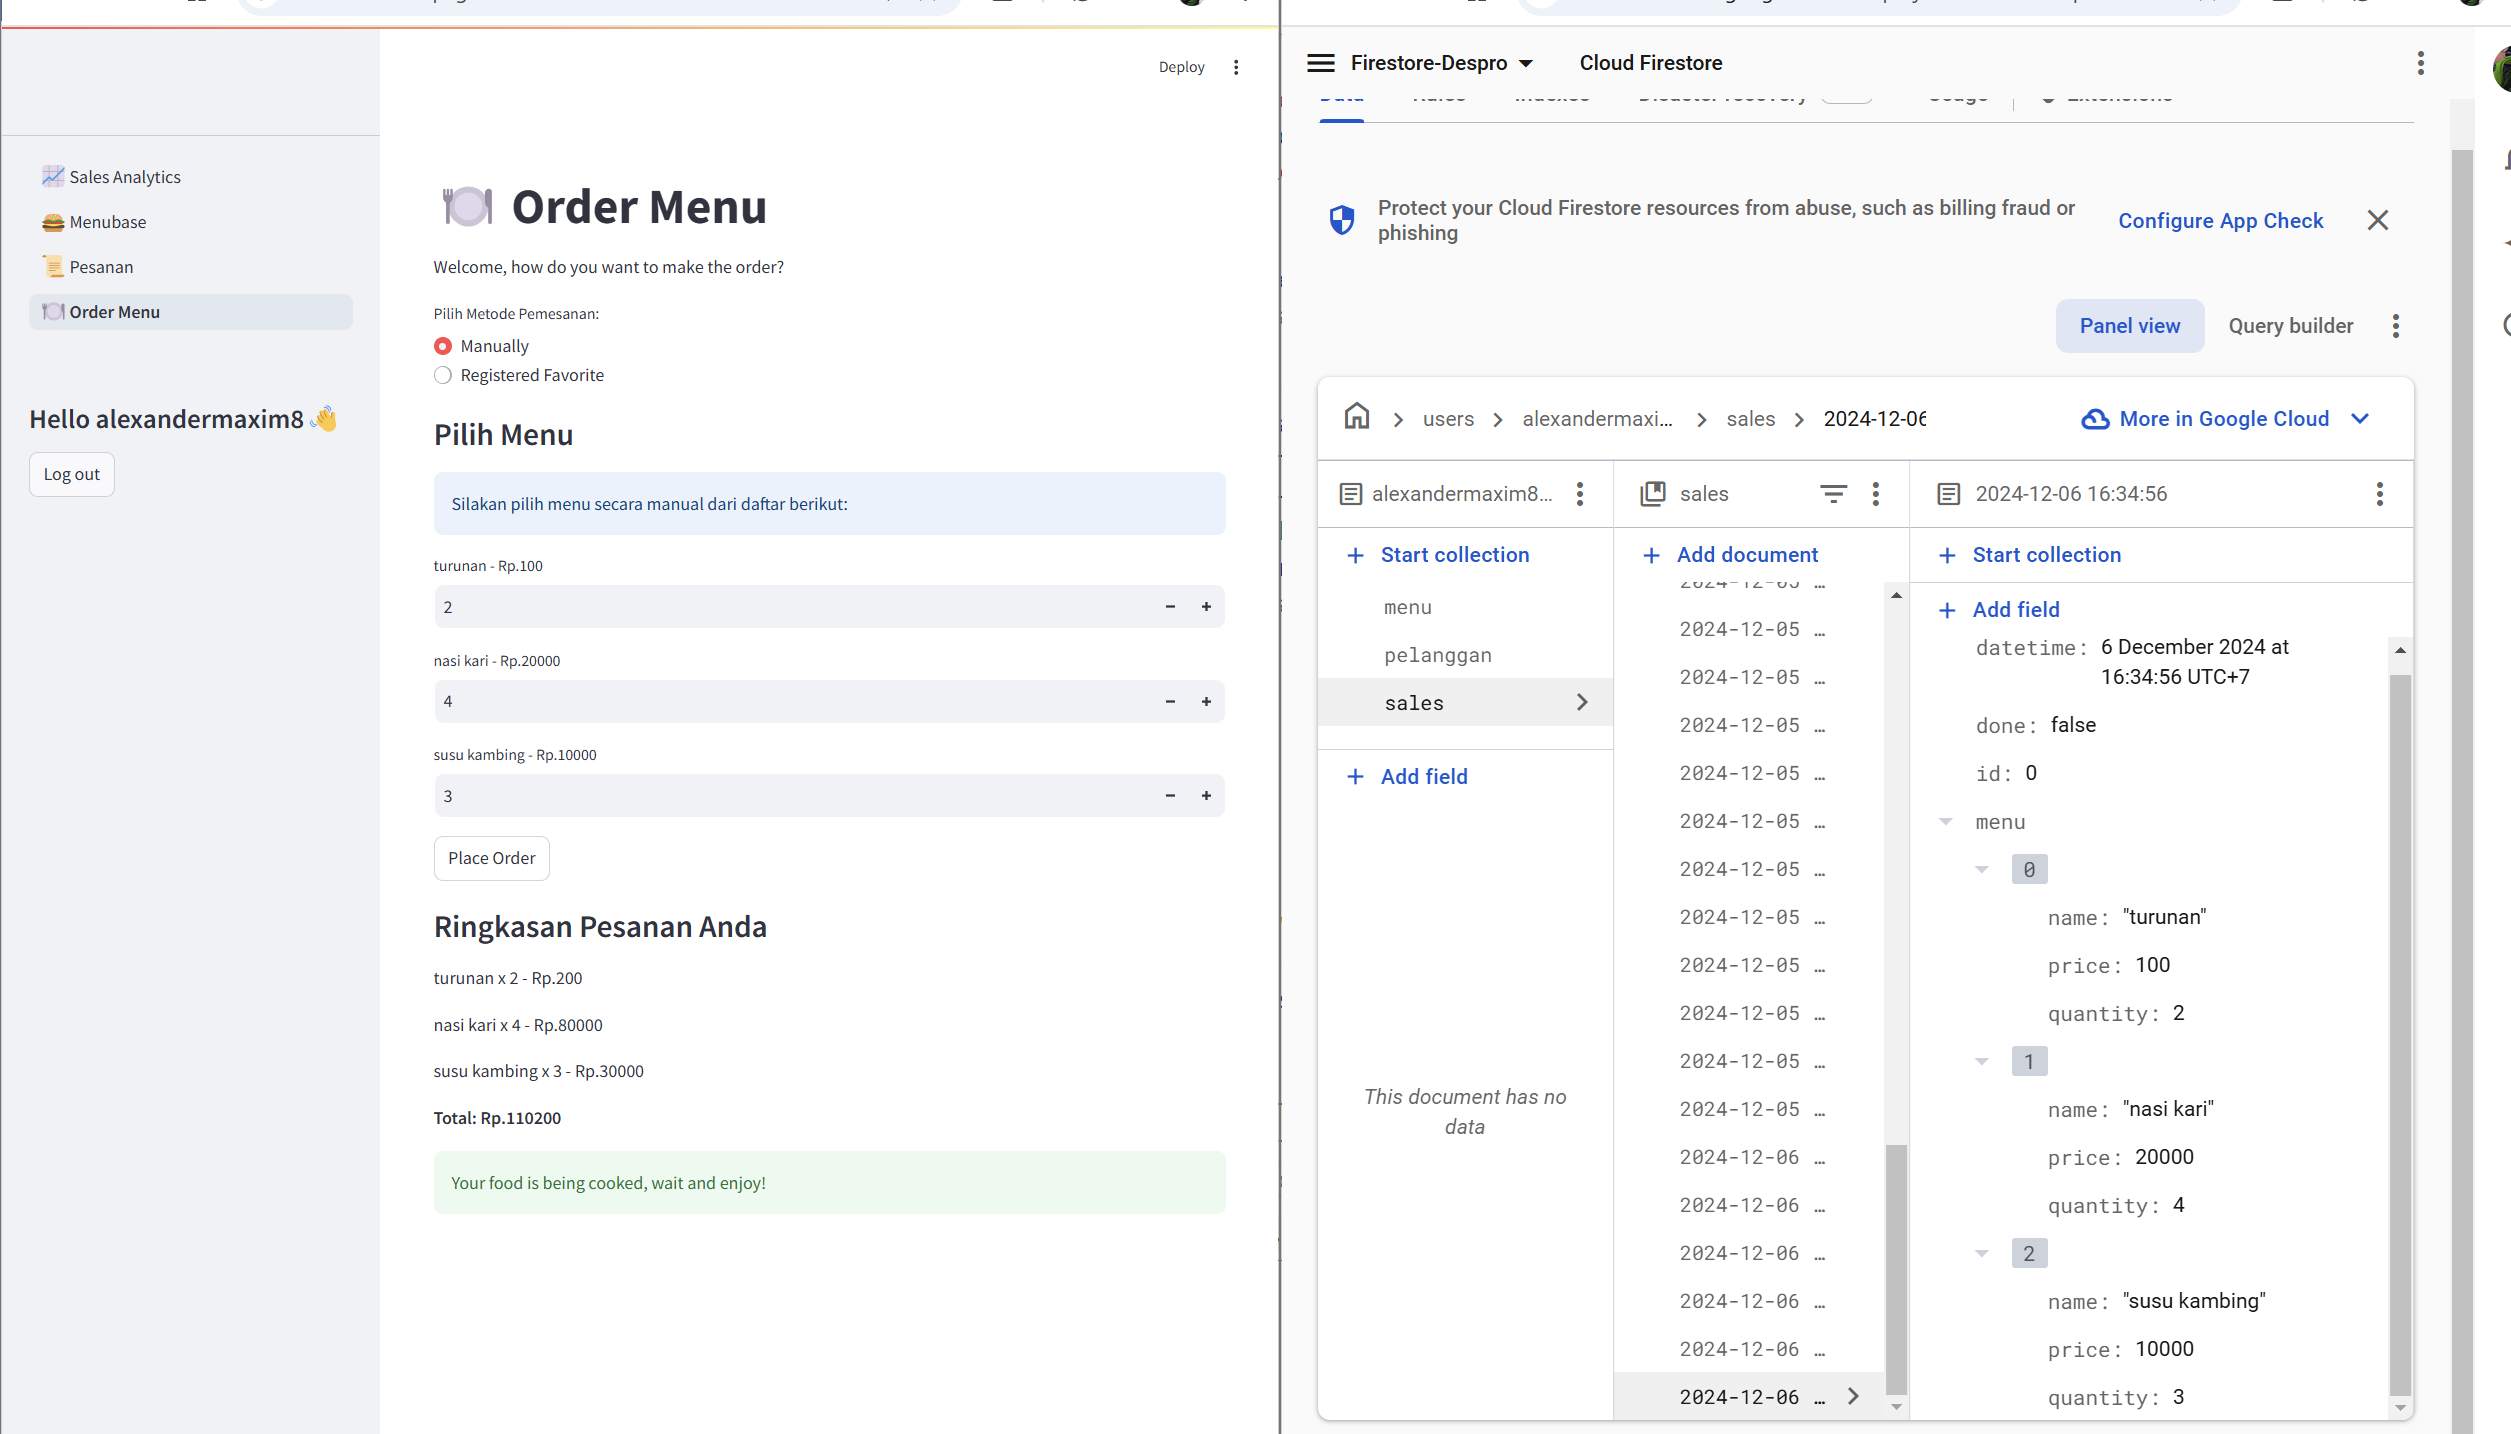 Deploy
Sales Analytics
Menubase
Pesanan
Order Menu
Hello alexandermaxim8
Log out
Order Menu
Welcome, how do you want to make the order?
Pilih Metode Pemesanan:
Manually
Registered Favorite
Pilih Menu
Silakan pilih menu secara manual dari daftar berikut:
turunan - Rp.100
2
nasi kari - Rp.20000
4
susu kambing - Rp.10000
3
Place Order
Ringkasan Pesanan Anda
turunan x 2 - Rp.200
nasi kari x 4 - Rp.80000
susu kambing x 3 - Rp.30000
Total: Rp.110200
Your food is being cooked, wait and enjoy!
Firestore-Despro
Cloud Firestore
Data Rules Indexes Disaster recovery Usage Extensions
Protect your Cloud Firestore resources from abuse, such as billing fraud or
phishing
Configure App Check
Panel view
Query builder
users
alexandermaxi...
sales
2024-12-06
More in Google Cloud
alexandermaxim8...
Start collection
menu
pelanggan
sales
Add field
This document has no
data
sales
Add document
2024-12-05 ...
2024-12-05 ...
2024-12-05 ...
2024-12-05 ...
2024-12-05 ...
2024-12-05 ...
2024-12-05 ...
2024-12-05 ...
2024-12-05 ...
2024-12-05 ...
2024-12-05 ...
2024-12-05 ...
2024-12-06 ...
2024-12-06 ...
2024-12-06 ...
2024-12-06 ...
2024-12-06 ...
2024-12-06 ...
2024-12-06 16:34:56
Start collection
Add field
datetime: 6 December 2024 at
16:34:56 UTC+7
done: false
id: 0
menu
0
name: "turunan"
price: 100
quantity: 2
1
name: "nasi kari"
price: 20000
quantity: 4
2
name: "susu kambing"
price: 10000
quantity: 3